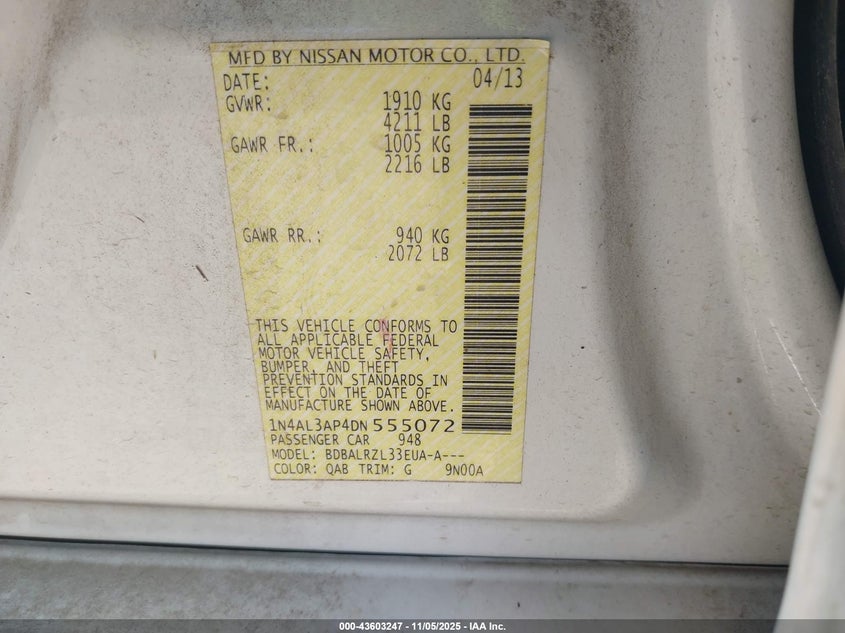 MFD BY NISSAN MOTOR CO., LTD.
DATE: 04/13
GVWR: 1910 KG
4211 LB
GAWR FR.: 1005 KG
2216 LB
GAWR RR.: 940 KG
2072 LB
THIS VEHICLE CONFORMS TO
ALL APPLICABLE FEDERAL
MOTOR VEHICLE SAFETY,
BUMPER, AND THEFT
PREVENTION STANDARDS IN
EFFECT ON THE DATE OF
MANUFACTURE SHOWN ABOVE.
1N4AL3AP4DN555072
PASSENGER CAR 948
MODEL: BDBALRZL33EUA-A---
COLOR: QAB TRIM: G 9N00A
000-43603247 - 11/05/2025 - IAA Inc.